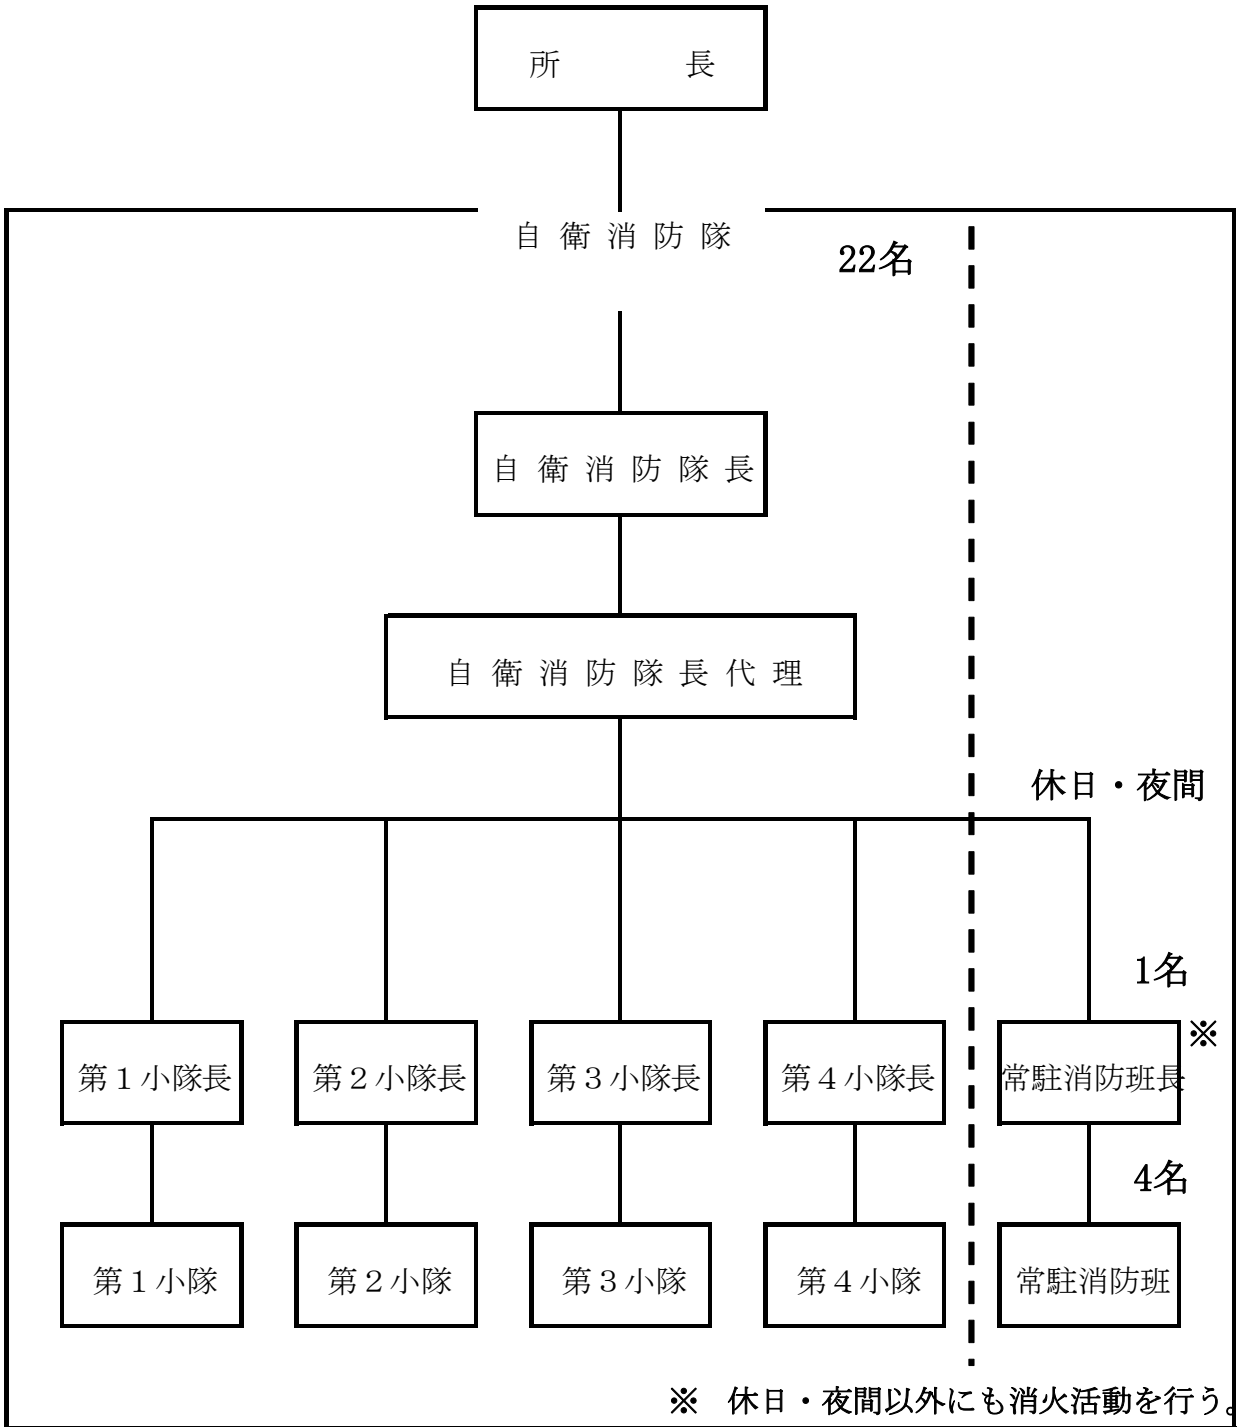 所長
自衛消防隊
22名
自衛消防隊長
自衛消防隊長代理
休日・夜間
1名
※
第１小隊長
第２小隊長
第３小隊長
第４小隊長
常駐消防班長
4名
第１小隊
第２小隊
第３小隊
第４小隊
常駐消防班
※ 休日・夜間以外にも消火活動を行う。